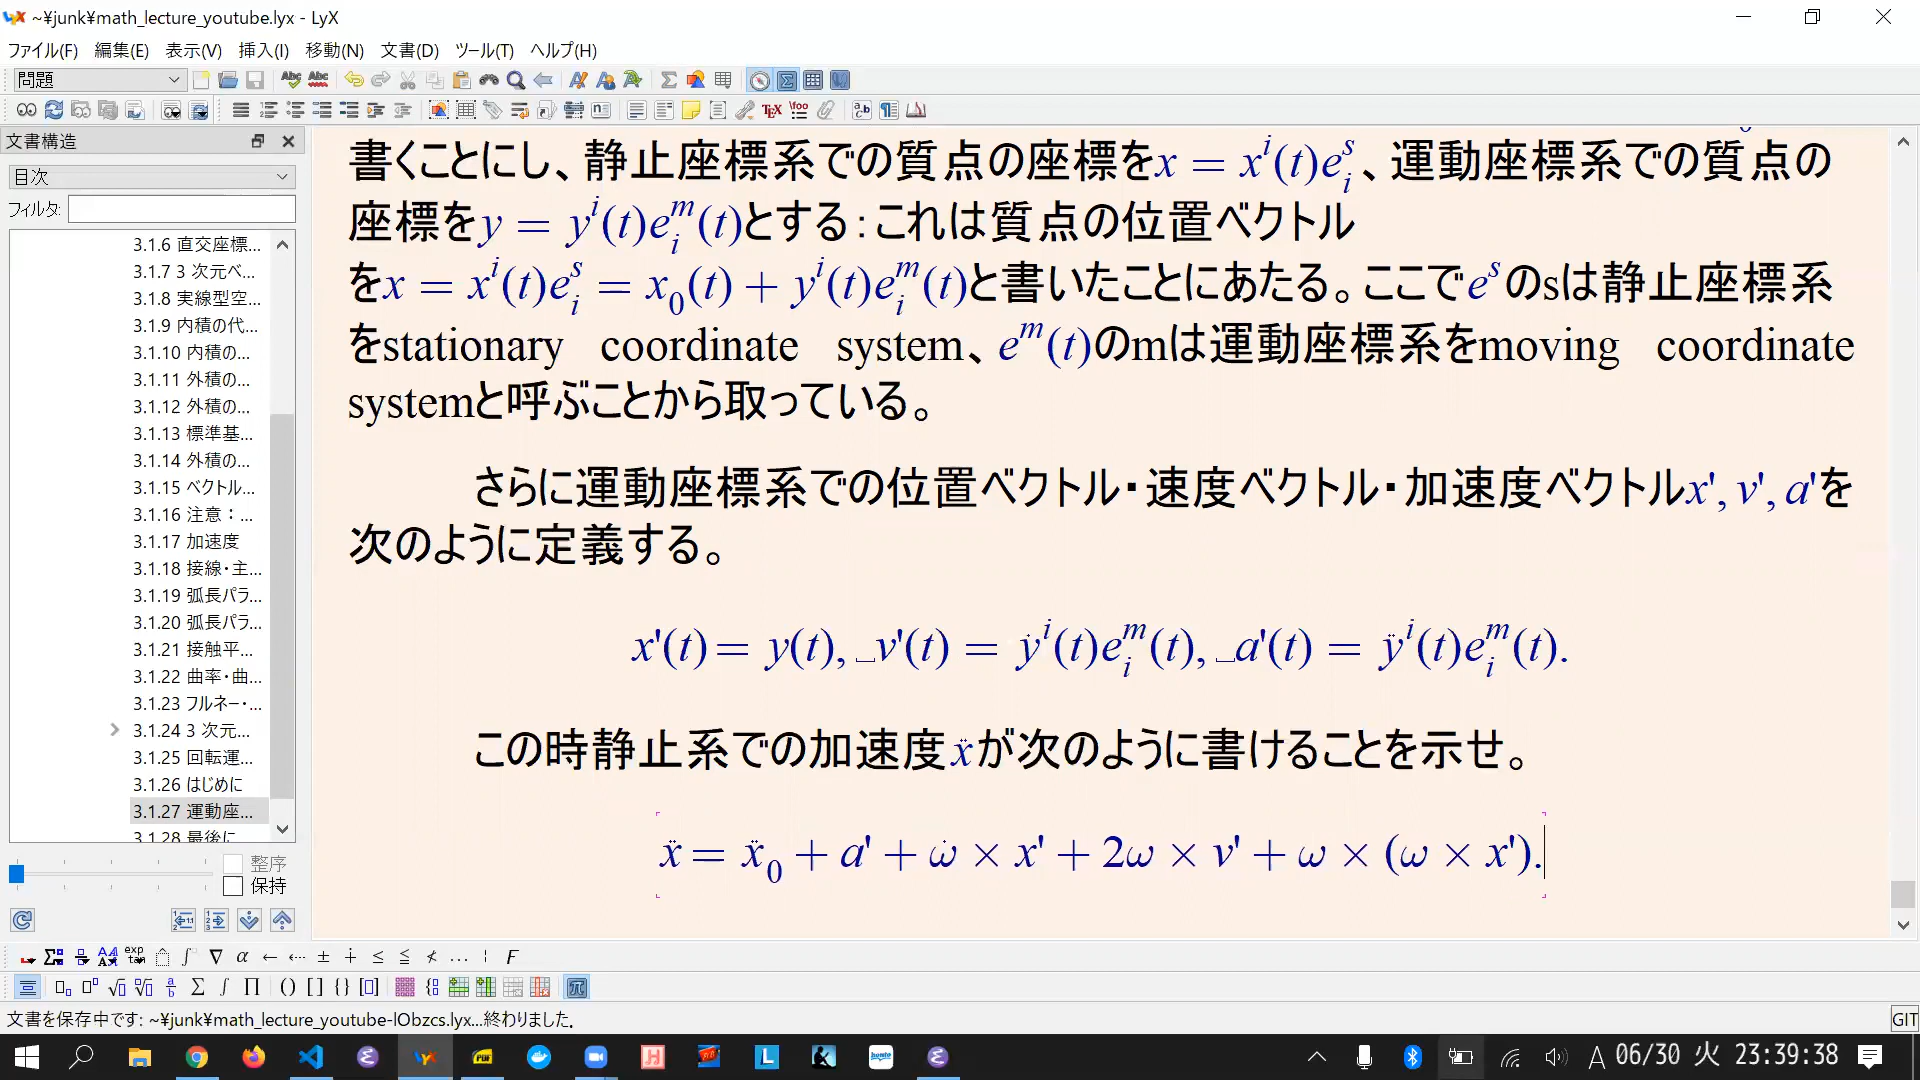 ~¥junk¥math_lecture_youtube.lyx - LyX
ファイル(F) 編集(E) 表示(V) 挿入(I) 移動(N) 文書(D) ツール(T) ヘルプ(H)
問題
文書構造
目次
フィルタ:
3.1.6 直交座標...
3.1.7 3 次元ベ...
3.1.8 実線型空...
3.1.9 内積の代...
3.1.10 内積の...
3.1.11 外積の...
3.1.12 外積の...
3.1.13 標準基...
3.1.14 外積の...
3.1.15 ベクトル...
3.1.16 注意：...
3.1.17 加速度
3.1.18 接線・主...
3.1.19 弧長パラ...
3.1.20 弧長パラ...
3.1.21 接触平...
3.1.22 曲率・曲...
3.1.23 フルネー・...
3.1.24 3 次元...
3.1.25 回転運...
3.1.26 はじめに
3.1.27 運動座...
3.1.28 最後に
整序
保持
書くことにし、静止座標系での質点の座標をx = x^i(t)e_i^s、運動座標系での質点の
座標をy = y^i(t)e_i^m(t)とする：これは質点の位置ベクトル
をx = x^i(t)e_i^s = x_0(t) + y^i(t)e_i^m(t)と書いたことにあたる。ここでe^sのsは静止座標系
をstationary coordinate system、e^m(t)のmは運動座標系をmoving coordinate
systemと呼ぶことから取っている。
さらに運動座標系での位置ベクトル・速度ベクトル・加速度ベクトルx', v', a'を
次のように定義する。
x'(t) = y(t), ␣v'(t) = ẏ^i(t)e_i^m(t), ␣a'(t) = ÿ^i(t)e_i^m(t).
この時静止系での加速度ẍが次のように書けることを示せ。
ẍ = ẍ_0 + a' + ω̇ × x' + 2ω × v' + ω × (ω × x').
文書を保存中です: ~¥junk¥math_lecture_youtube-lObzcs.lyx...終わりました.
GIT
A 06/30 火 23:39:38